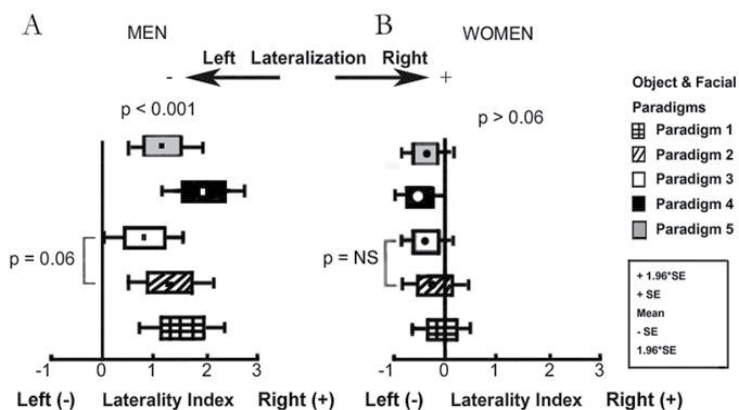 A
MEN
B
WOMEN
Left Lateralization Right
- +
p < 0.001
p > 0.06
p = 0.06
p = NS
Object & Facial
Paradigms
Paradigm 1
Paradigm 2
Paradigm 3
Paradigm 4
Paradigm 5
+ 1.96*SE
+ SE
Mean
- SE
1.96*SE
-1 0 1 2 3
-1 0 1 2 3
Left (-) Laterality Index Right (+)
Left (-) Laterality Index Right (+)